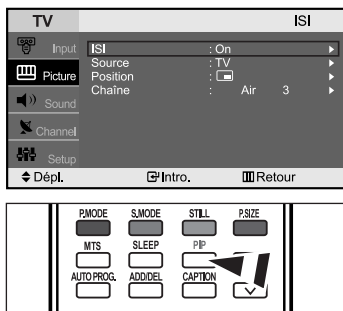 TV ISI
Input
ISI : On
Picture
Source : TV
Position :
Sound
Chaîne : Air 3
Channel
Setup
Dépl. Intro. Retour
P.MODE S.MODE STILL P.SIZE
MTS SLEEP PIP
AUTO PROG. ADD/DEL CAPTION